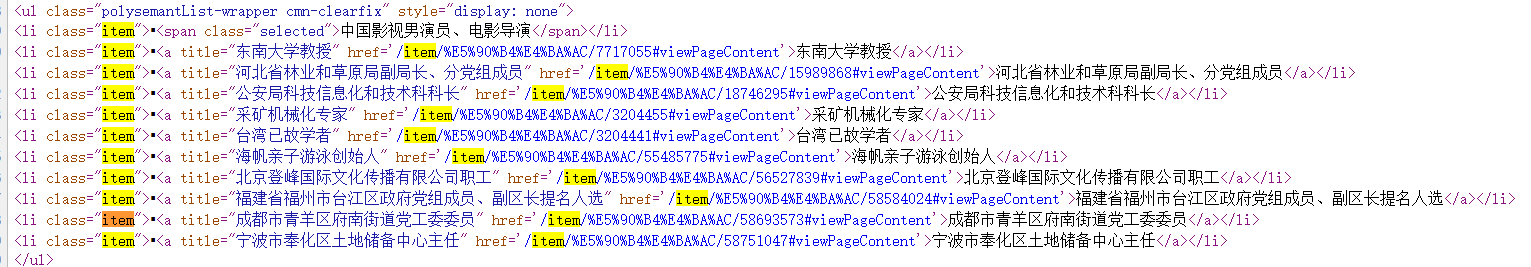 <ul class="polysemantList-wrapper cmn-clearfix" style="display: none">
<li class="item">▪<span class="selected">中国影视男演员、电影导演</span></li>
<li class="item">▪<a title="东南大学教授" href='/item/%E5%90%B4%E4%BA%AC/7717055#viewPageContent'>东南大学教授</a></li>
<li class="item">▪<a title="河北省林业和草原局副局长、分党组成员" href='/item/%E5%90%B4%E4%BA%AC/15989868#viewPageContent'>河北省林业和草原局副局长、分党组成员</a></li>
<li class="item">▪<a title="公安局科技信息化和技术科科长" href='/item/%E5%90%B4%E4%BA%AC/18746295#viewPageContent'>公安局科技信息化和技术科科长</a></li>
<li class="item">▪<a title="采矿机械化专家" href='/item/%E5%90%B4%E4%BA%AC/3204455#viewPageContent'>采矿机械化专家</a></li>
<li class="item">▪<a title="台湾已故学者" href='/item/%E5%90%B4%E4%BA%AC/3204441#viewPageContent'>台湾已故学者</a></li>
<li class="item">▪<a title="海帆亲子游泳创始人" href='/item/%E5%90%B4%E4%BA%AC/55485775#viewPageContent'>海帆亲子游泳创始人</a></li>
<li class="item">▪<a title="北京登峰国际文化传播有限公司职工" href='/item/%E5%90%B4%E4%BA%AC/56527839#viewPageContent'>北京登峰国际文化传播有限公司职工</a></li>
<li class="item">▪<a title="福建省福州市台江区政府党组成员、副区长提名人选" href='/item/%E5%90%B4%E4%BA%AC/58584024#viewPageContent'>福建省福州市台江区政府党组成员、副区长提名人选</a></li>
<li class="item">▪<a title="成都市青羊区府南街道党工委委员" href='/item/%E5%90%B4%E4%BA%AC/58693573#viewPageContent'>成都市青羊区府南街道党工委委员</a></li>
<li class="item">▪<a title="宁波市奉化区土地储备中心主任" href='/item/%E5%90%B4%E4%BA%AC/58751047#viewPageContent'>宁波市奉化区土地储备中心主任</a></li>
</ul>